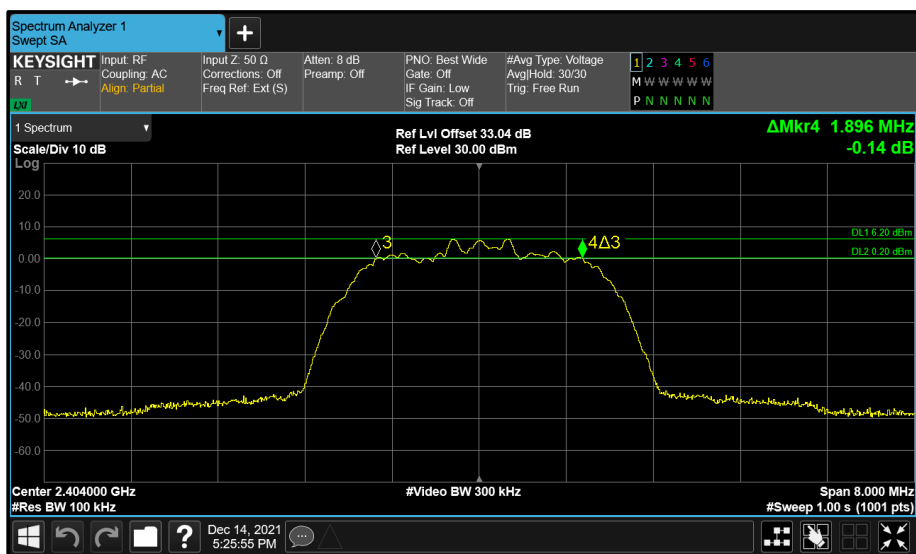 Spectrum Analyzer 1
Swept SA
KEYSIGHT
R T
LXI
Input: RF
Coupling: AC
Align: Partial
Input Z: 50 Ω
Corrections: Off
Freq Ref: Ext (S)
Atten: 8 dB
Preamp: Off
PNO: Best Wide
Gate: Off
IF Gain: Low
Sig Track: Off
#Avg Type: Voltage
Avg|Hold: 30/30
Trig: Free Run
1 2 3 4 5 6
M W W W W W
P N N N N N
1 Spectrum
Scale/Div 10 dB
Ref Lvl Offset 33.04 dB
Ref Level 30.00 dBm
ΔMkr4 1.896 MHz
-0.14 dB
Log
20.0
10.0
0.00
-10.0
-20.0
-30.0
-40.0
-50.0
-60.0
3
4Δ3
DL1 6.20 dBm
DL2 0.20 dBm
Center 2.404000 GHz
#Res BW 100 kHz
#Video BW 300 kHz
Span 8.000 MHz
#Sweep 1.00 s (1001 pts)
?
Dec 14, 2021
5:25:55 PM